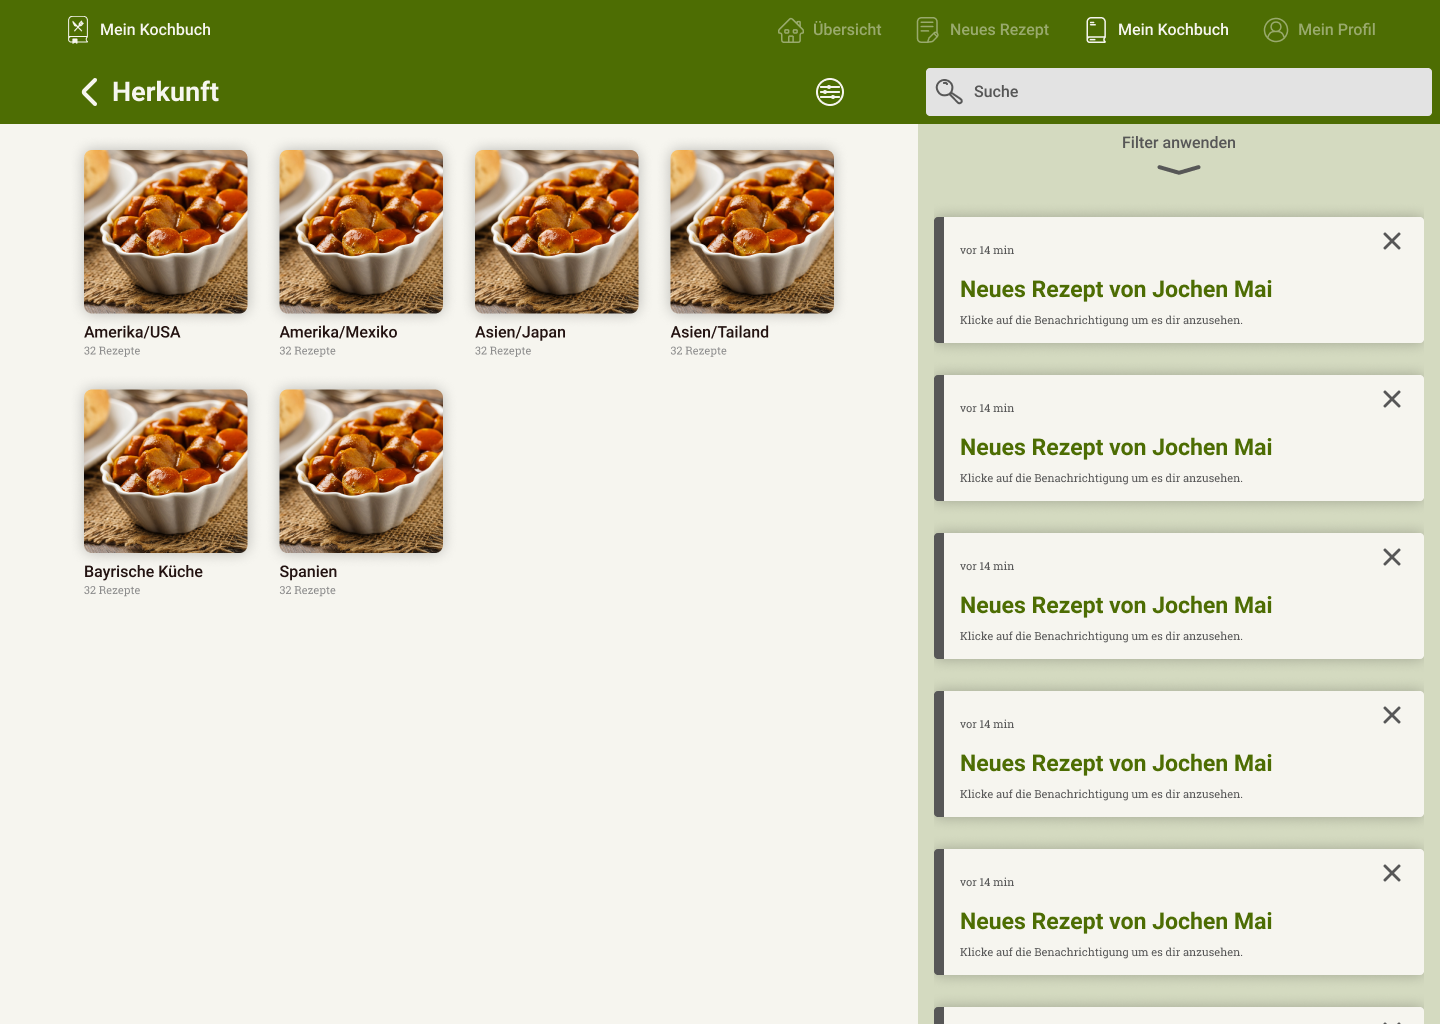 Mein Kochbuch
Übersicht
Neues Rezept
Mein Kochbuch
Mein Profil
Herkunft
Suche
Filter anwenden
Amerika/USA
32 Rezepte
Amerika/Mexiko
32 Rezepte
Asien/Japan
32 Rezepte
Asien/Tailand
32 Rezepte
Bayrische Küche
32 Rezepte
Spanien
32 Rezepte
vor 14 min
Neues Rezept von Jochen Mai
Klicke auf die Benachrichtigung um es dir anzusehen.
vor 14 min
Neues Rezept von Jochen Mai
Klicke auf die Benachrichtigung um es dir anzusehen.
vor 14 min
Neues Rezept von Jochen Mai
Klicke auf die Benachrichtigung um es dir anzusehen.
vor 14 min
Neues Rezept von Jochen Mai
Klicke auf die Benachrichtigung um es dir anzusehen.
vor 14 min
Neues Rezept von Jochen Mai
Klicke auf die Benachrichtigung um es dir anzusehen.